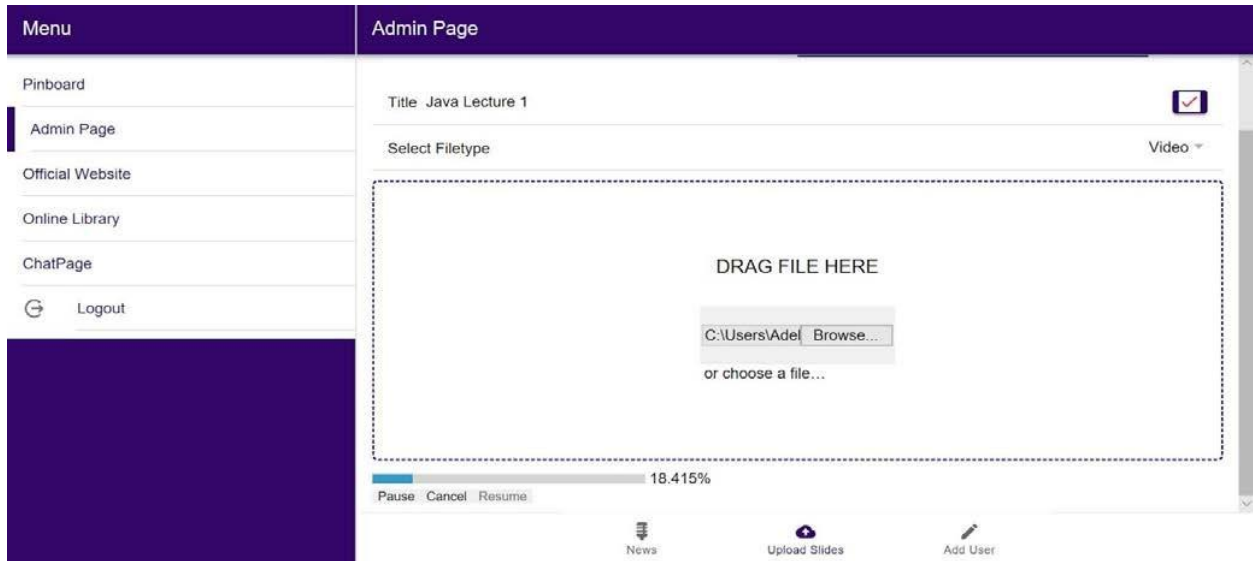 Menu
Admin Page
Pinboard
Admin Page
Official Website
Online Library
ChatPage
Logout
Title Java Lecture 1
Select Filetype Video
DRAG FILE HERE
C:\Users\Adel Browse...
or choose a file...
18.415%
Pause Cancel Resume
News Upload Slides Add User